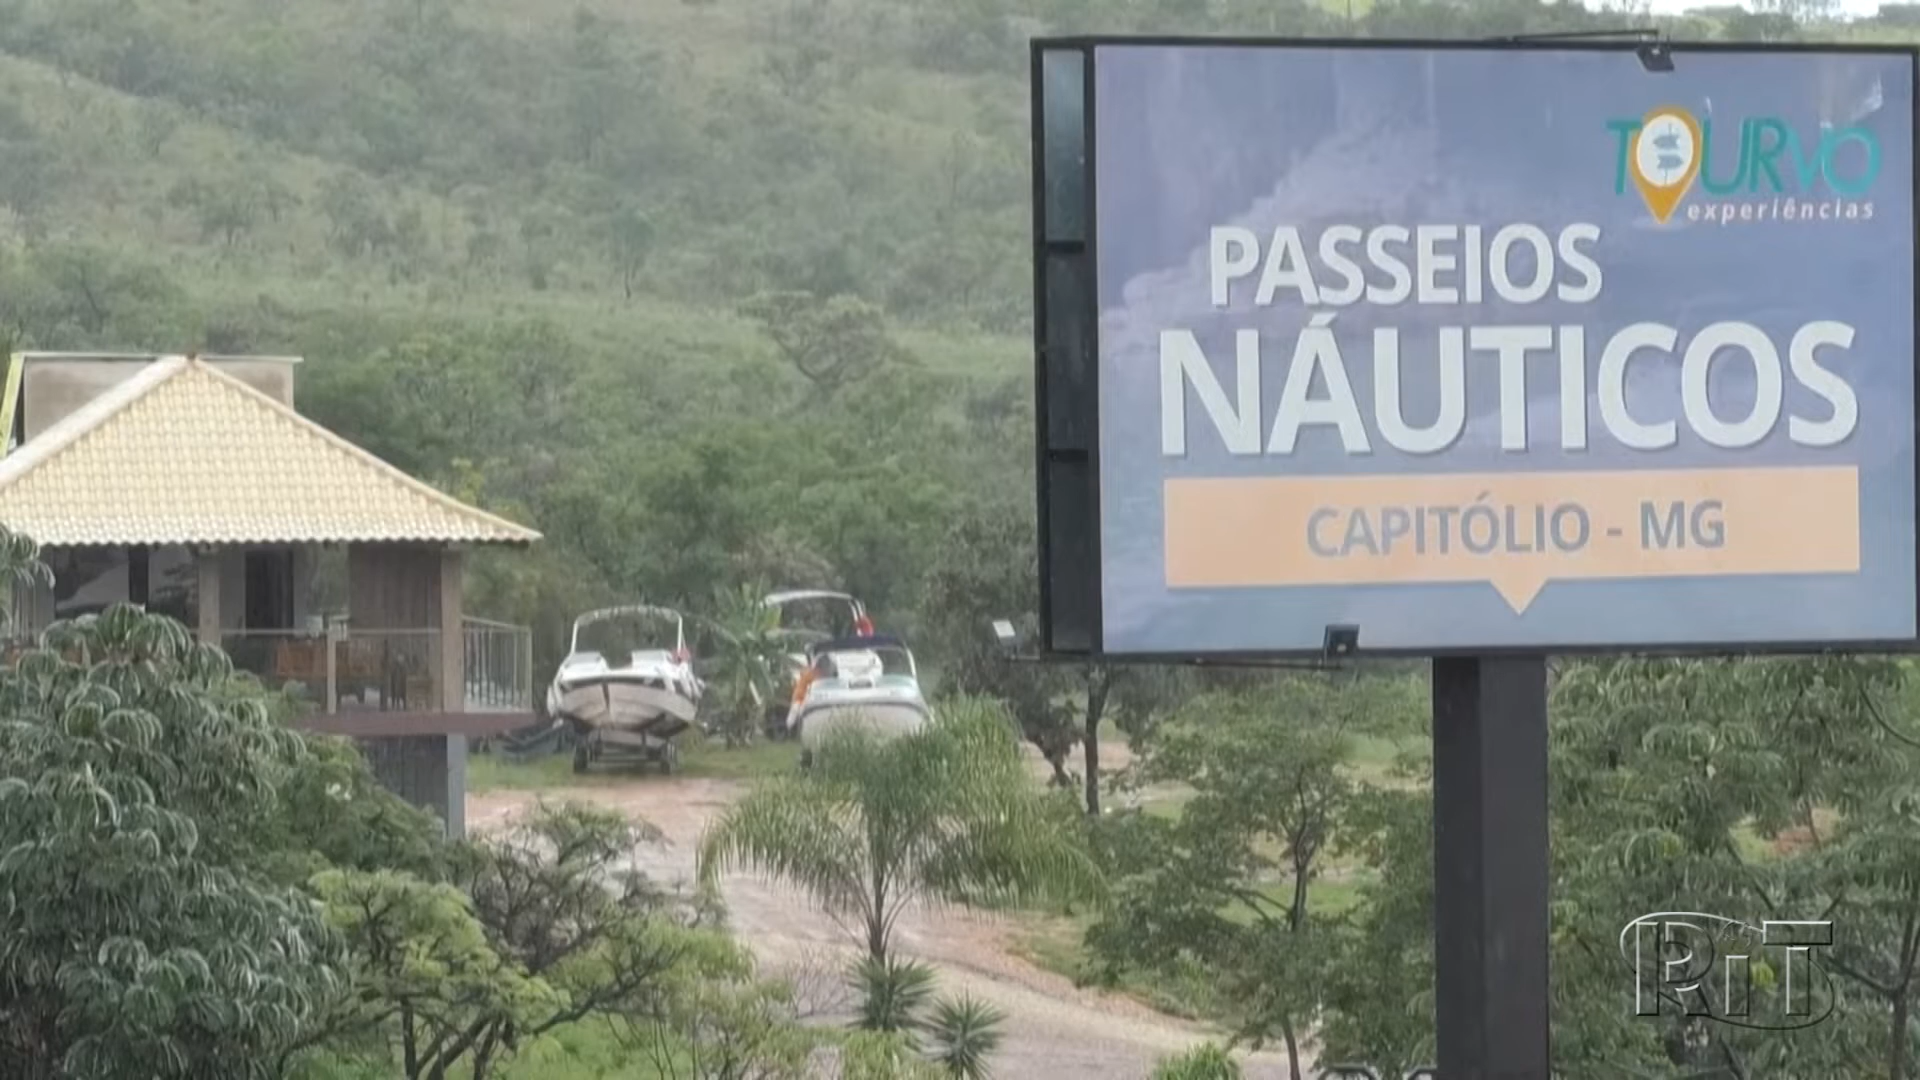 TOURVO
experiências
PASSEIOS
NÁUTICOS
CAPITÓLIO - MG
RiT